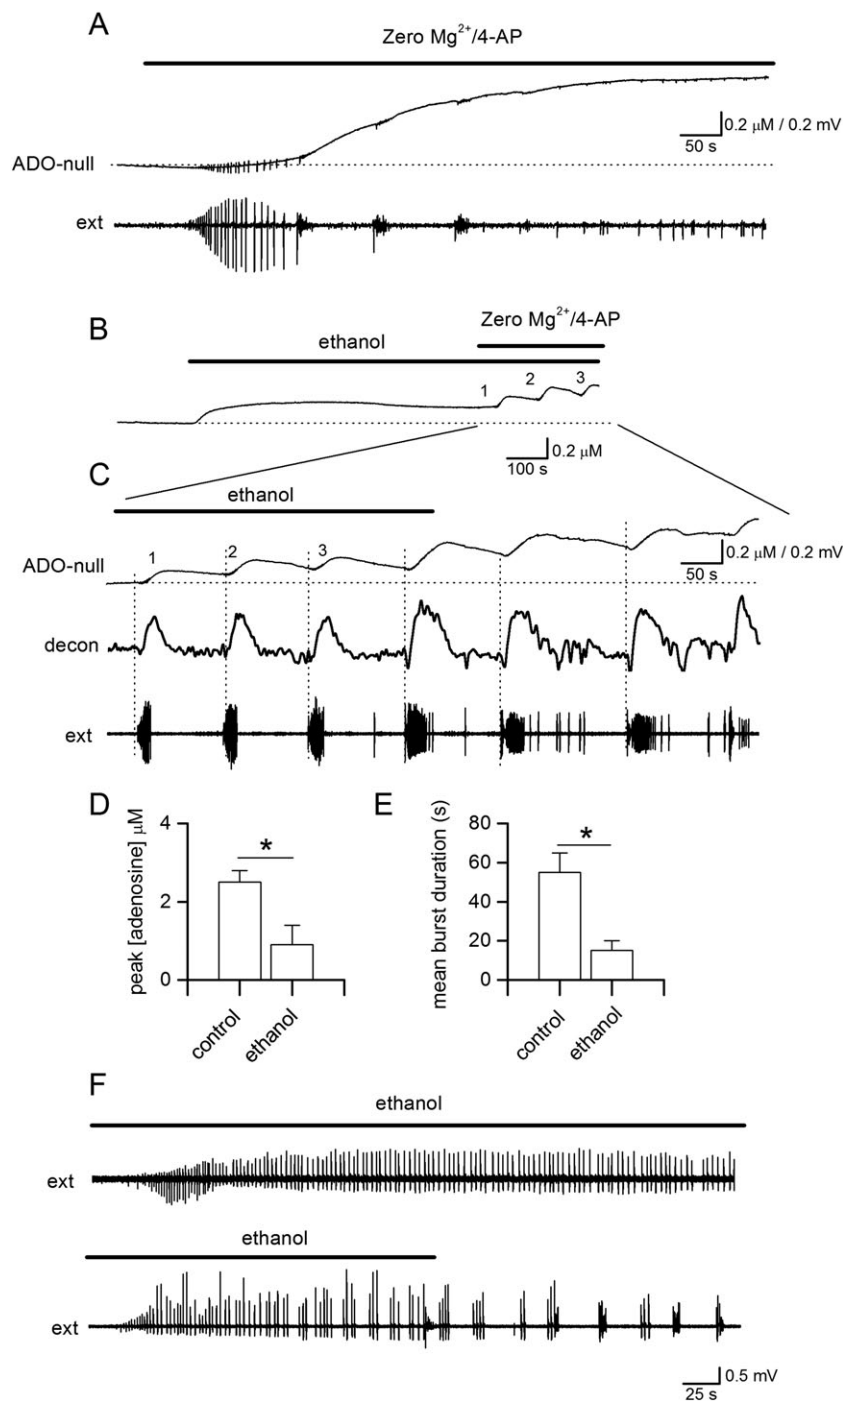 A
Zero Mg²⁺/4-AP
0.2 µM / 0.2 mV
50 s
ADO-null
ext
B
Zero Mg²⁺/4-AP
ethanol
1 2 3
0.2 µM
100 s
C
ethanol
1 2 3
ADO-null
0.2 µM / 0.2 mV
50 s
decon
ext
D
peak [adenosine] µM
4
2
0
control
ethanol
*
E
mean burst duration (s)
80
60
40
20
0
control
ethanol
*
F
ethanol
ext
ethanol
ext
0.5 mV
25 s